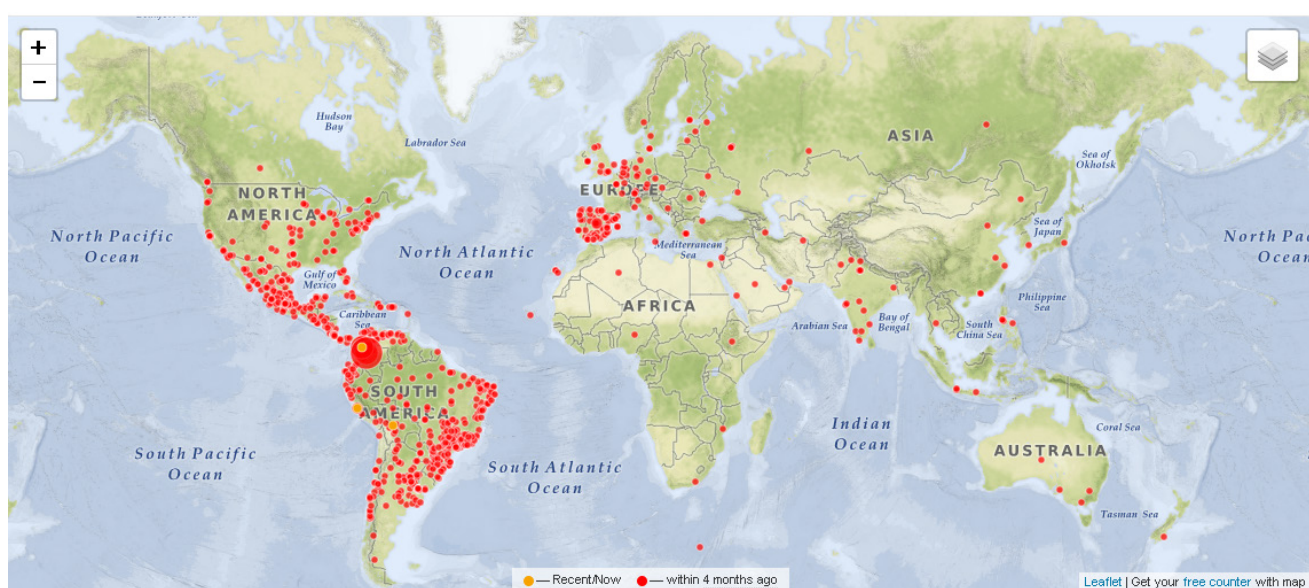 +
−
Hudson
Bay
Labrador Sea
ASIA
Sea of
Okhotsk
NORTH
AMERICA
EUROPE
North Pacific
Ocean
North Atlantic
Ocean
Mediterranean
Sea
Sea of
Japan
North Pa
Ocean
Gulf of
Mexico
Caribbean
Sea
AFRICA
Arabian Sea
Bay of
Bengal
South
China Sea
Philippine
Sea
SOUTH
AMERICA
Indian
Ocean
South Pacific
Ocean
South Atlantic
Ocean
AUSTRALIA
Coral Sea
Tasman Sea
— Recent/Now — within 4 months ago
Leaflet | Get your free counter with map